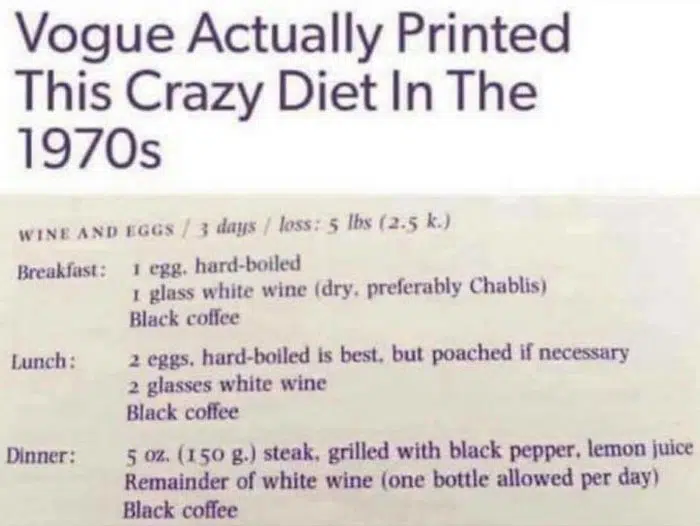 Vogue Actually Printed
This Crazy Diet In The
1970s
WINE AND EGGS / 3 days / loss: 5 lbs (2.5 k.)
Breakfast: 1 egg, hard-boiled
1 glass white wine (dry, preferably Chablis)
Black coffee
Lunch: 2 eggs, hard-boiled is best, but poached if necessary
2 glasses white wine
Black coffee
Dinner: 5 oz. (150 g.) steak, grilled with black pepper, lemon juice
Remainder of white wine (one bottle allowed per day)
Black coffee